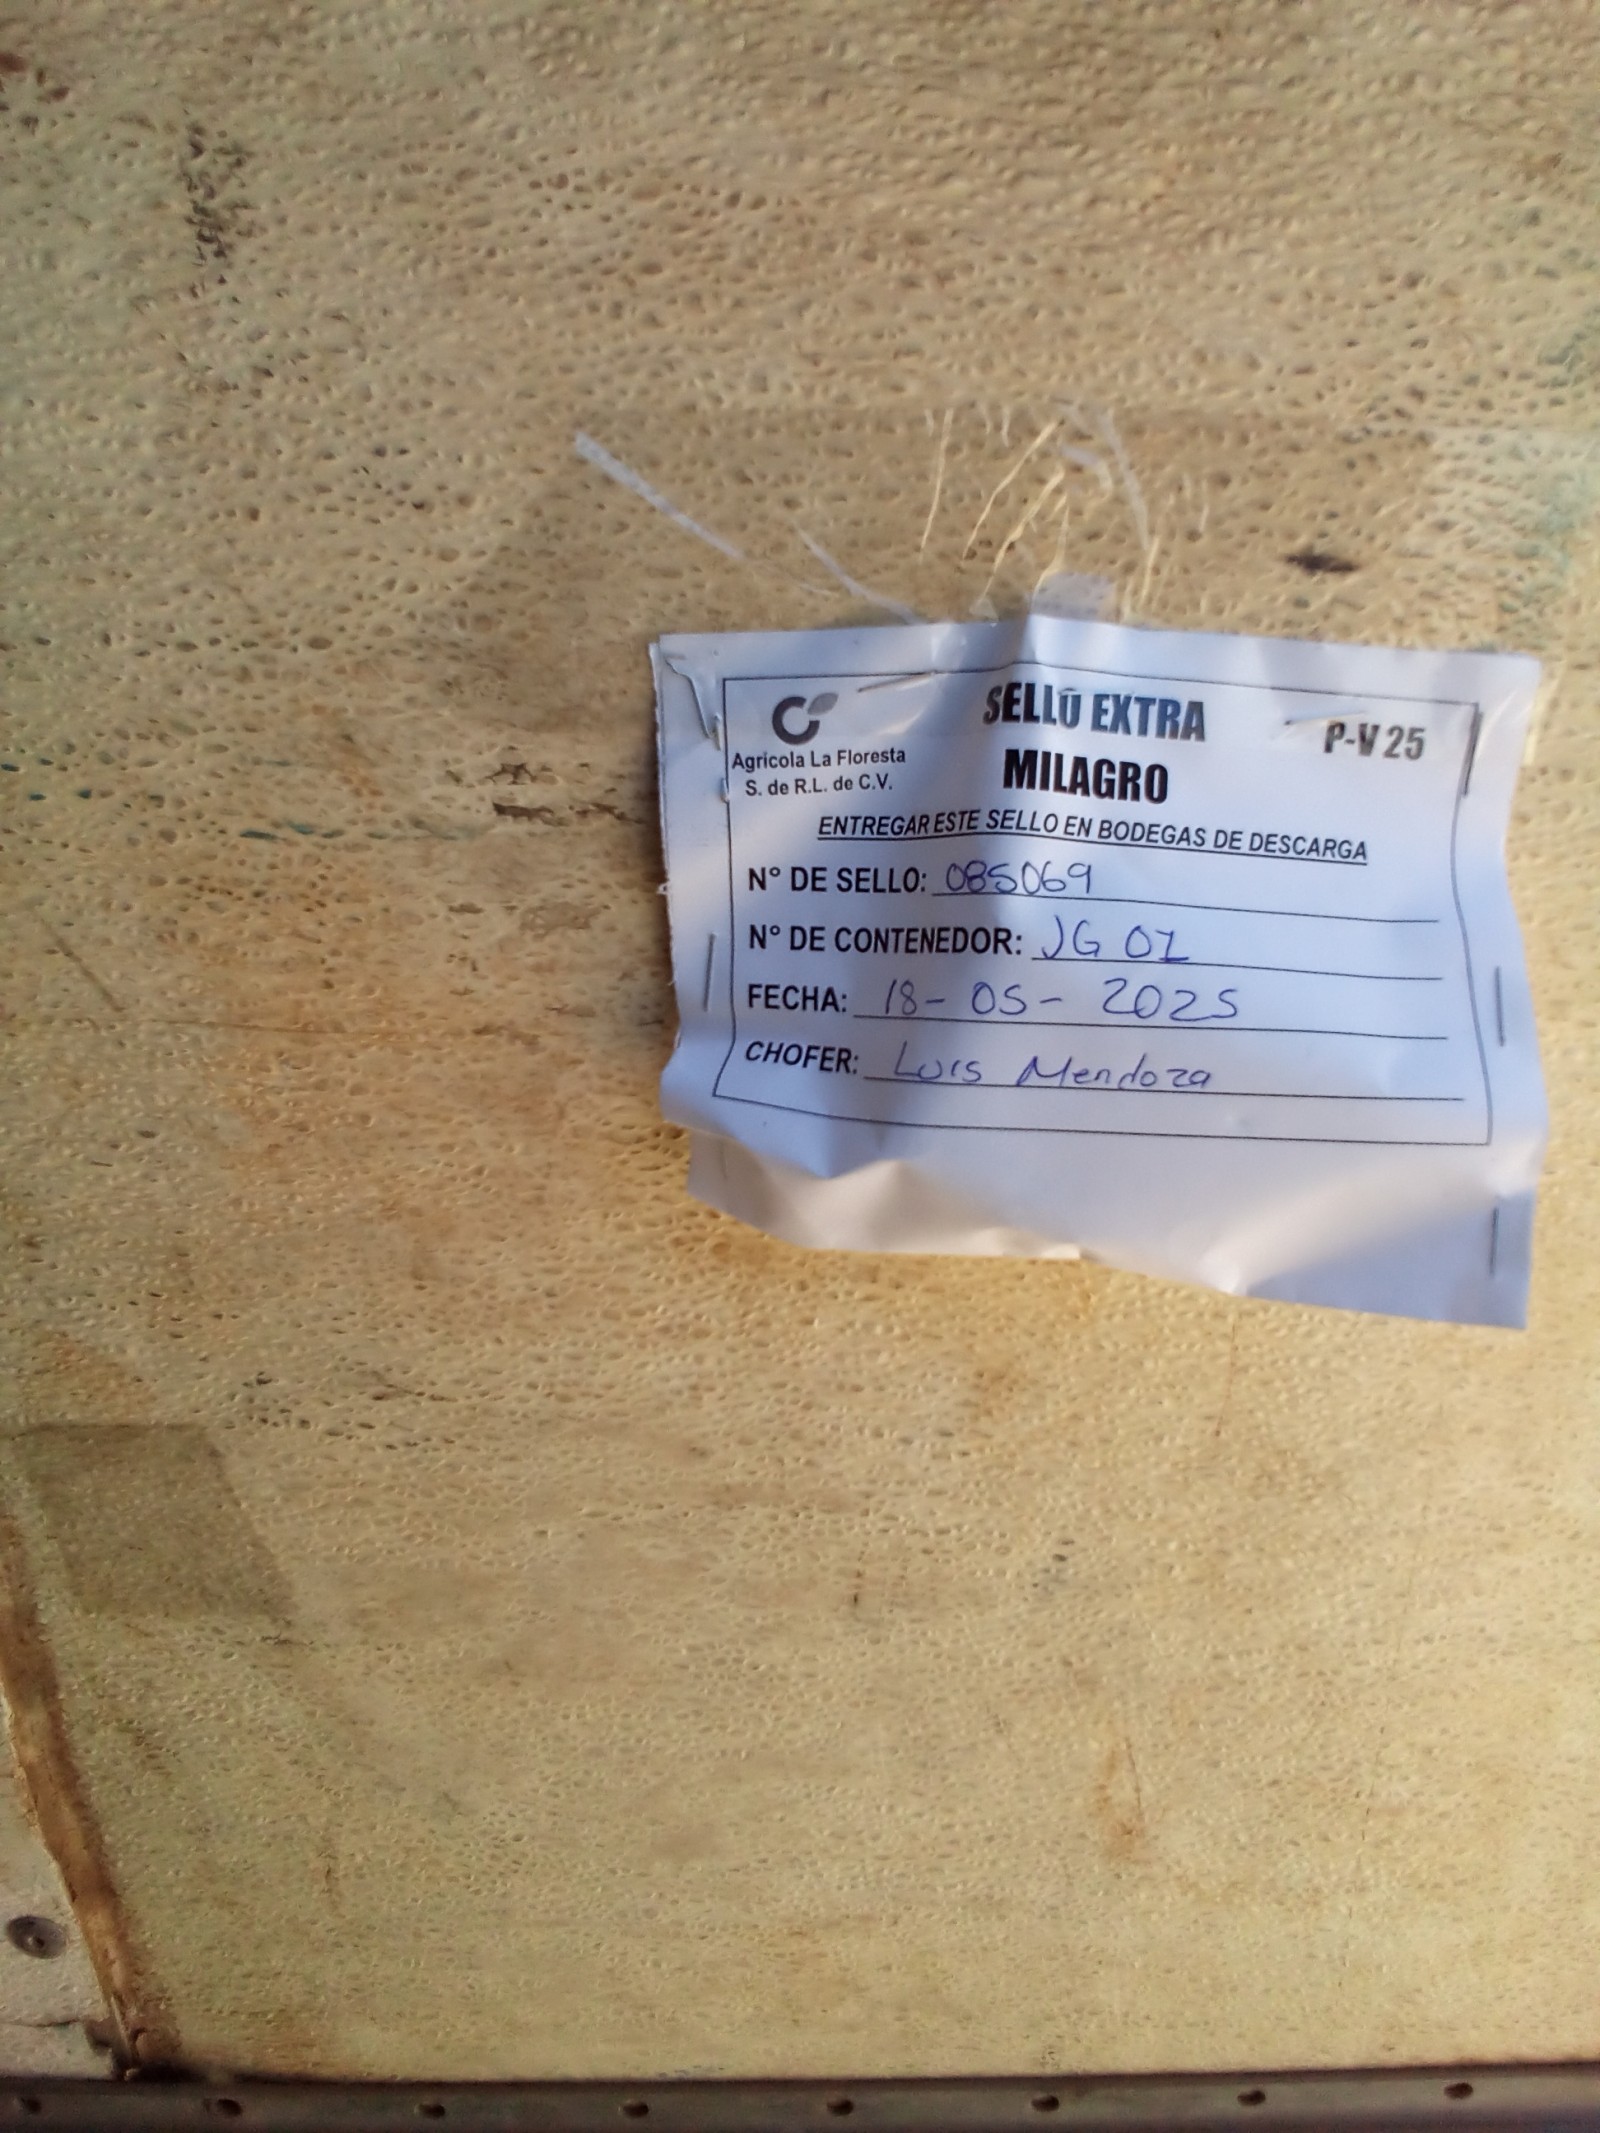 Agricola La Floresta
S. de R.L. de C.V.
SELLO EXTRA
MILAGRO
P-V 25
ENTREGAR ESTE SELLO EN BODEGAS DE DESCARGA
N° DE SELLO: 085069
N° DE CONTENEDOR: JG 01
FECHA: 18-05-2025
CHOFER: Luis Mendoza